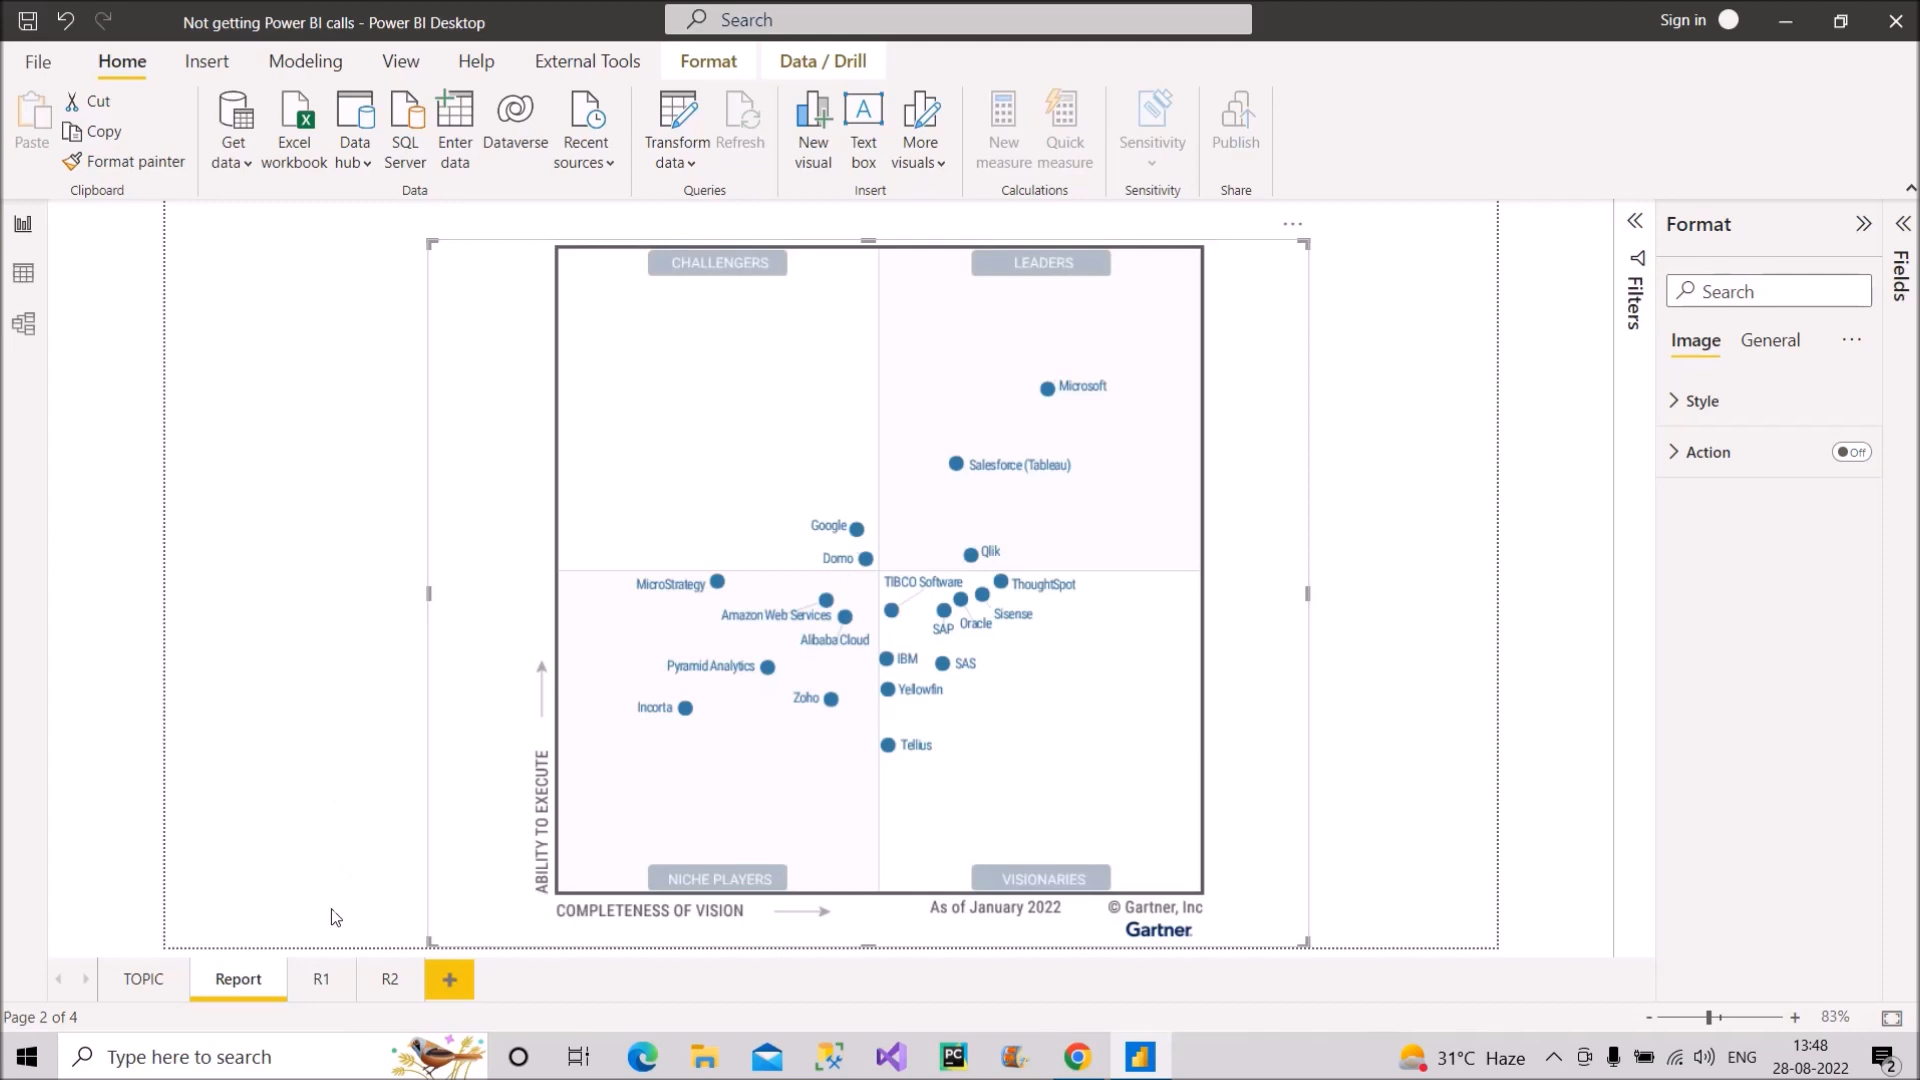 Not getting Power BI calls - Power BI Desktop
Search
Sign in
File
Home
Insert
Modeling
View
Help
External Tools
Format
Data / Drill
Paste
Cut
Copy
Format painter
Clipboard
Get data
Excel workbook
Data hub
SQL Server
Enter data
Dataverse
Recent sources
Data
Transform data
Refresh
Queries
New visual
Text box
More visuals
Insert
New measure
Quick measure
Calculations
Sensitivity
Sensitivity
Publish
Share
CHALLENGERS
LEADERS
Microsoft
Salesforce (Tableau)
Google
Domo
Qlik
MicroStrategy
TIBCO Software
ThoughtSpot
Amazon Web Services
Sisense
SAP
Oracle
Alibaba Cloud
IBM
SAS
Pyramid Analytics
Yellowfin
Zoho
Incorta
Tellius
ABILITY TO EXECUTE
NICHE PLAYERS
VISIONARIES
COMPLETENESS OF VISION
As of January 2022
© Gartner, Inc
Gartner
Filters
Format
Search
Image
General
Style
Action
Off
Fields
TOPIC
Report
R1
R2
Page 2 of 4
83%
Type here to search
PC
31°C Haze
ENG
13:48
28-08-2022
2